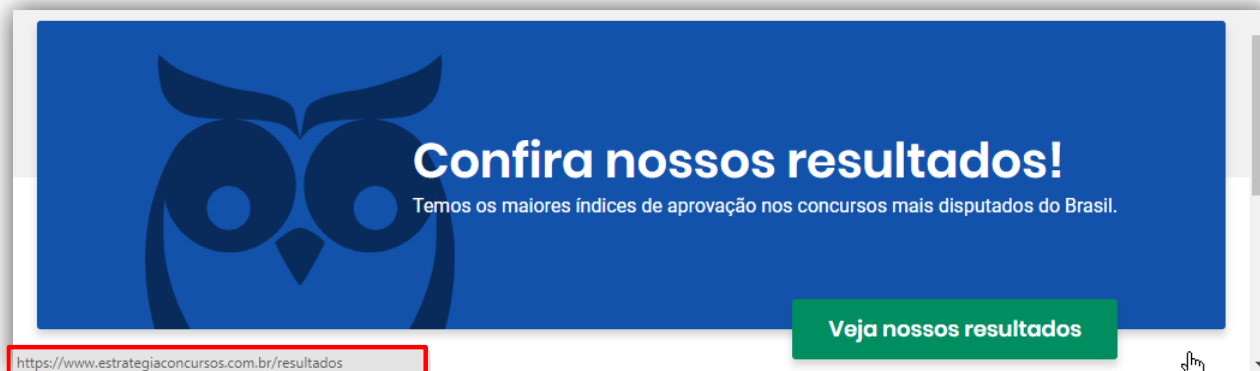 Confira nossos resultados!
Temos os maiores índices de aprovação nos concursos mais disputados do Brasil.
Veja nossos resultados
https://www.estrategiaconcursos.com.br/resultados